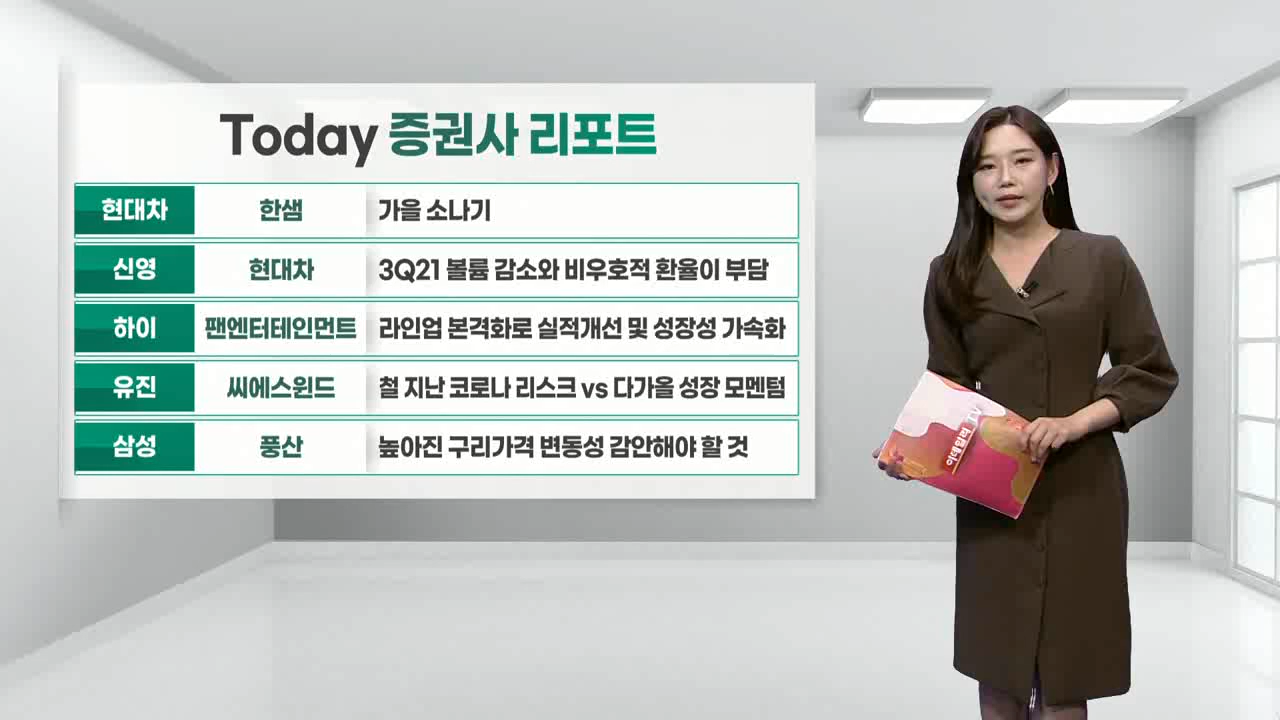 Today 증권사 리포트
현대차 한샘 가을 소나기
신영 현대차 3Q21 볼륨 감소와 비우호적 환율이 부담
하이 팬엔터테인먼트 라인업 본격화로 실적개선 및 성장성 가속화
유진 씨에스윈드 철 지난 코로나 리스크 vs 다가올 성장 모멘텀
삼성 풍산 높아진 구리가격 변동성 감안해야 할 것
이데일리 TV